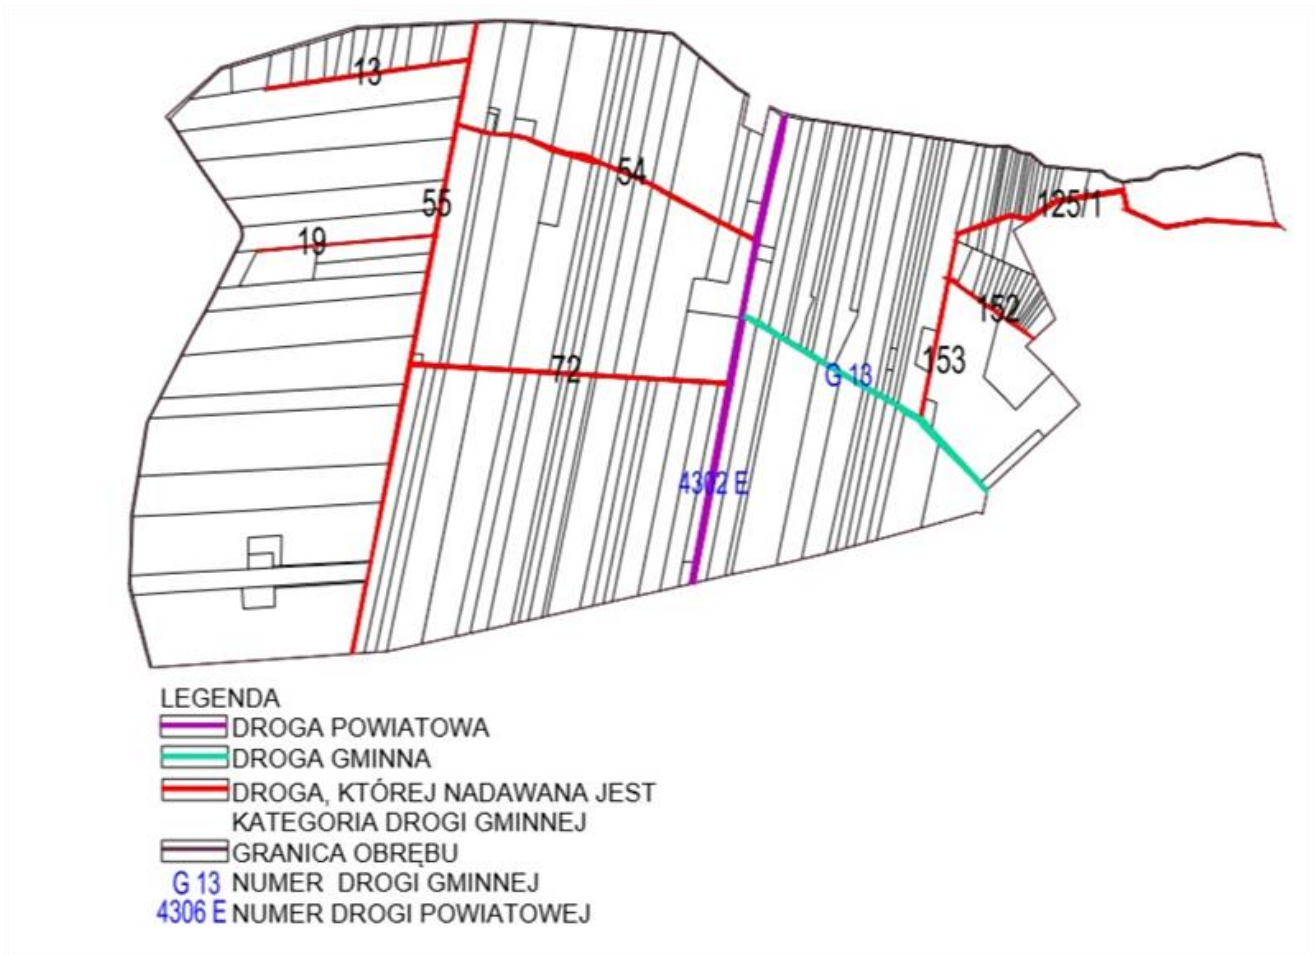 13
54
55
125/1
19
152
153
72
G 13
4302 E
LEGENDA
DROGA POWIATOWA
DROGA GMINNA
DROGA, KTÓREJ NADAWANA JEST
KATEGORIA DROGI GMINNEJ
GRANICA OBRĘBU
G 13 NUMER DROGI GMINNEJ
4306 E NUMER DROGI POWIATOWEJ